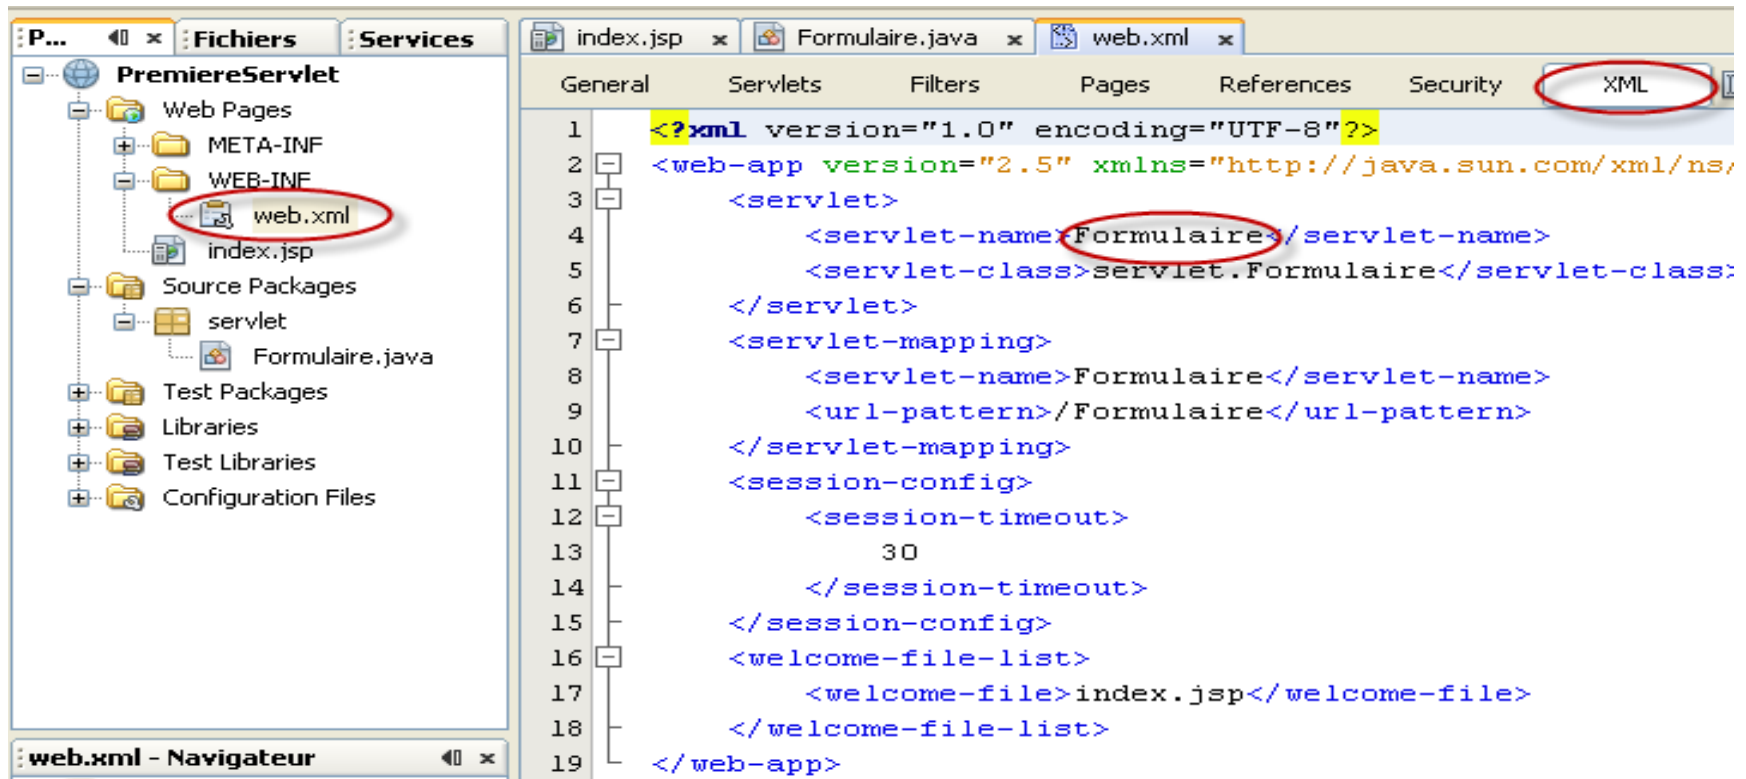 P...
Fichiers
Services
PremiereServlet
Web Pages
META-INF
WEB-INF
web.xml
index.jsp
Source Packages
servlet
Formulaire.java
Test Packages
Libraries
Test Libraries
Configuration Files
web.xml - Navigateur
index.jsp
Formulaire.java
web.xml
General Servlets Filters Pages References Security XML
1 <?xml version="1.0" encoding="UTF-8"?>
2 <web-app version="2.5" xmlns="http://java.sun.com/xml/ns/
3 <servlet>
4 <servlet-name>Formulaire</servlet-name>
5 <servlet-class>servlet.Formulaire</servlet-class>
6 </servlet>
7 <servlet-mapping>
8 <servlet-name>Formulaire</servlet-name>
9 <url-pattern>/Formulaire</url-pattern>
10 </servlet-mapping>
11 <session-config>
12 <session-timeout>
13 30
14 </session-timeout>
15 </session-config>
16 <welcome-file-list>
17 <welcome-file>index.jsp</welcome-file>
18 </welcome-file-list>
19 </web-app>